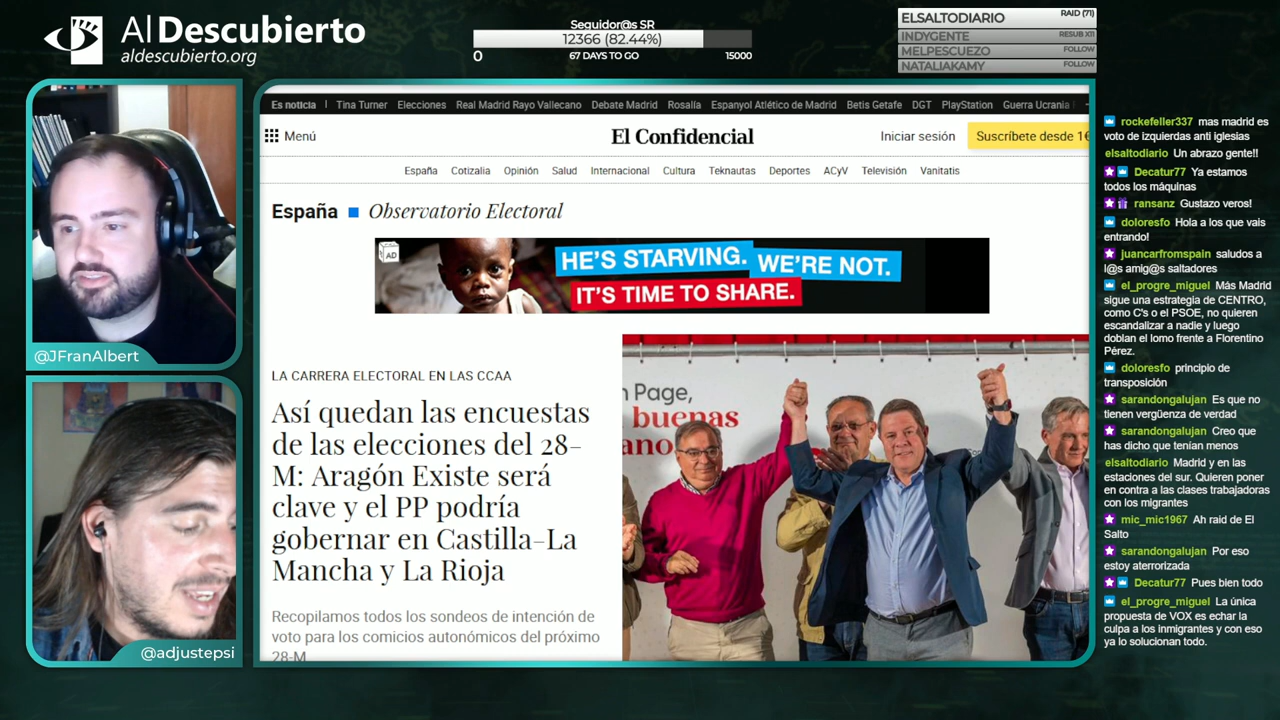 Al Descubierto
aldescubierto.org
Seguidor@s SR
12366 (82.44%)
0
67 DAYS TO GO
15000
ELSALTODIARIO
RAID (71)
INDYGENTE
RESUB X11
MELPESCUEZO
FOLLOW
NATALIAKAMY
FOLLOW
@JFranAlbert
@adjustepsi
Es noticia
Tina Turner
Elecciones
Real Madrid Rayo Vallecano
Debate Madrid
Rosalía
Espanyol Atlético de Madrid
Betis Getafe
DGT
PlayStation
Guerra Ucrania
Menú
El Confidencial
Iniciar sesión
Suscríbete desde 1€
España
Cotizalia
Opinión
Salud
Internacional
Cultura
Teknautas
Deportes
ACyV
Televisión
Vanitatis
España
Observatorio Electoral
AD
HE'S STARVING.
WE'RE NOT.
IT'S TIME TO SHARE.
LA CARRERA ELECTORAL EN LAS CCAA
Así quedan las encuestas
de las elecciones del 28-
M: Aragón Existe será
clave y el PP podría
gobernar en Castilla-La
Mancha y La Rioja
Recopilamos todos los sondeos de intención de
voto para los comicios autonómicos del próximo
28-M
n Page,
buenas
ano
rockefeller337 mas madrid es
voto de izquierdas anti iglesias
elsaltodiario Un abrazo gente!!
Decatur77 Ya estamos
todos los máquinas
ransanz Gustazo veros!
doloresfo Hola a los que vais
entrando!
juancarfromspain saludos a
l@s amig@s saltadores
el_progre_miguel Más Madrid
sigue una estrategia de CENTRO,
como C's o el PSOE, no quieren
escandalizar a nadie y luego
doblan el lomo frente a Florentino
Pérez.
doloresfo principio de
transposición
sarandongalujan Es que no
tienen vergüenza de verdad
sarandongalujan Creo que
has dicho que tenían menos
elsaltodiario Madrid y en las
estaciones del sur. Quieren poner
en contra a las clases trabajadoras
con los migrantes
mic_mic1967 Ah raid de El
Salto
sarandongalujan Por eso
estoy aterrorizada
Decatur77 Pues bien todo
el_progre_miguel La única
propuesta de VOX es echar la
culpa a los inmigrantes y con eso
ya lo solucionan todo.